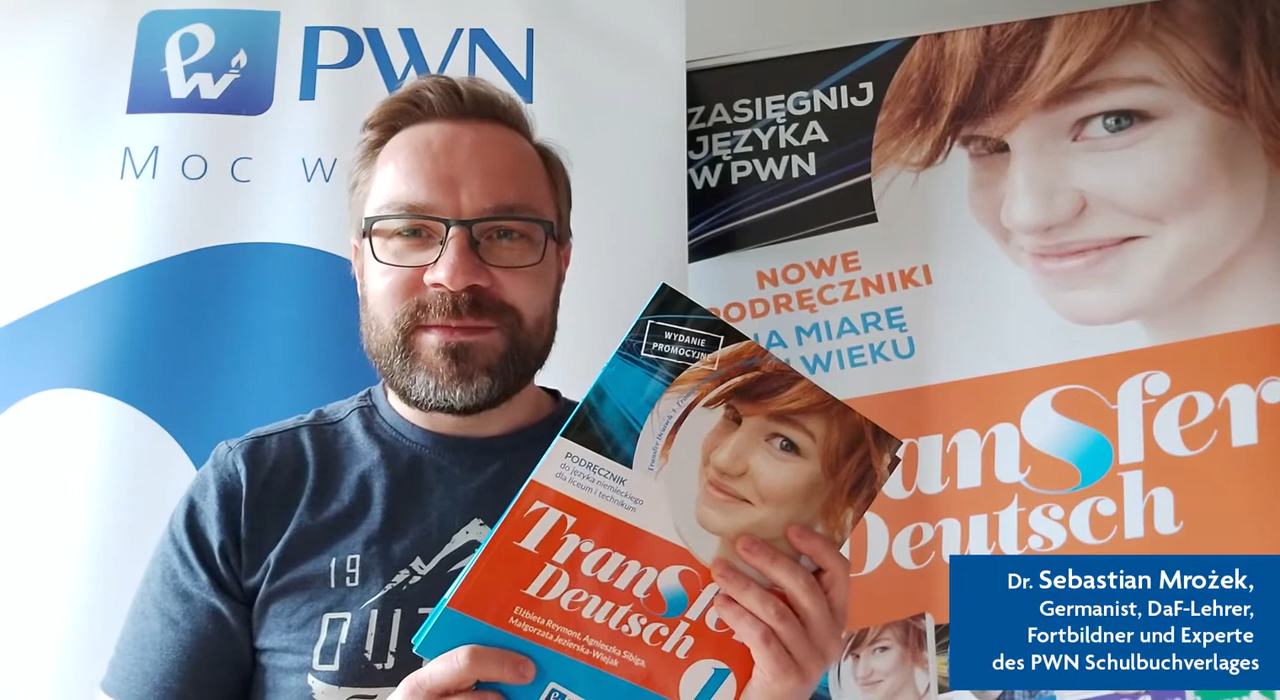 PWN
Moc w
ZASIĘGNIJ
JĘZYKA
W PWN
NOWE
PODRĘCZNIKI
NA MIARĘ
WIEKU
Transfer
Deutsch
WYDANIE
PROMOCYJNE
PODRĘCZNIK
do języka niemieckiego
dla liceum i technikum
Transfer
Deutsch 1
Elżbieta Reymont, Agnieszka Sibiga,
Małgorzata Jezierska-Wiejak
19
OUT
Dr. Sebastian Mrożek,
Germanist, DaF-Lehrer,
Fortbildner und Experte
des PWN Schulbuchverlages